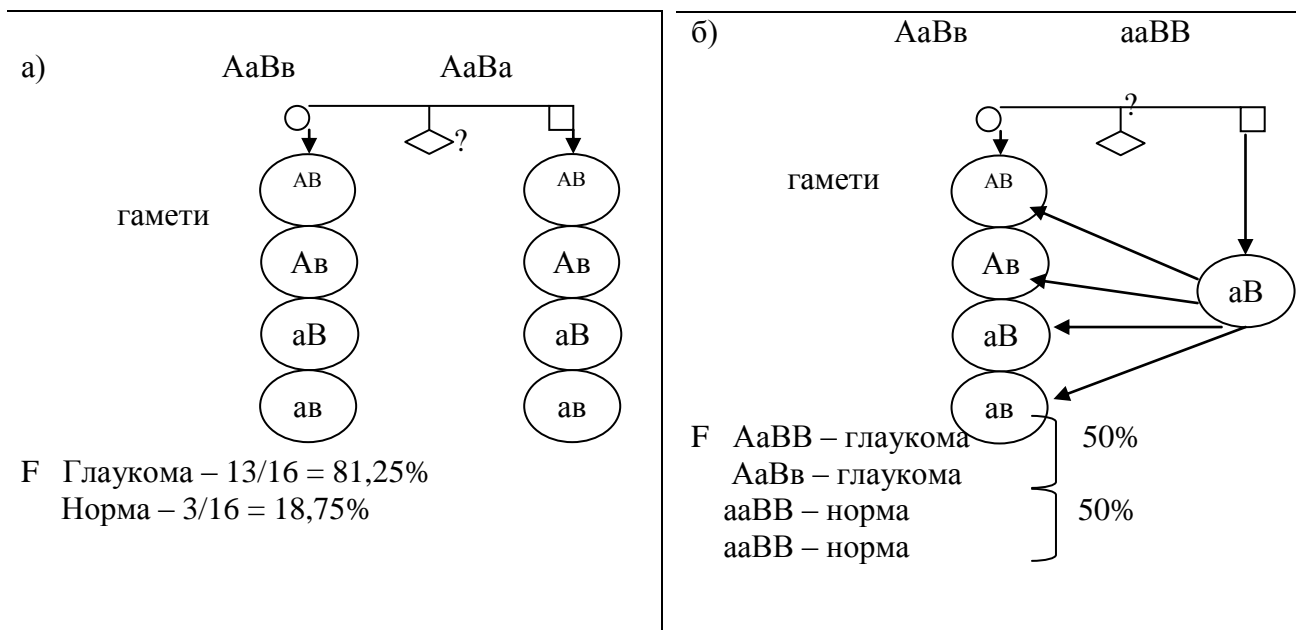 а)
АаВв АаВа
?
гамети
АВ АВ
Ав Ав
аВ аВ
ав ав
F Глаукома – 13/16 = 81,25%
Норма – 3/16 = 18,75%
б)
АаВв ааВВ
?
гамети
АВ
Ав
аВ
аВ
ав
F АаВВ – глаукома 50%
АаВв – глаукома
ааВВ – норма 50%
ааВВ – норма